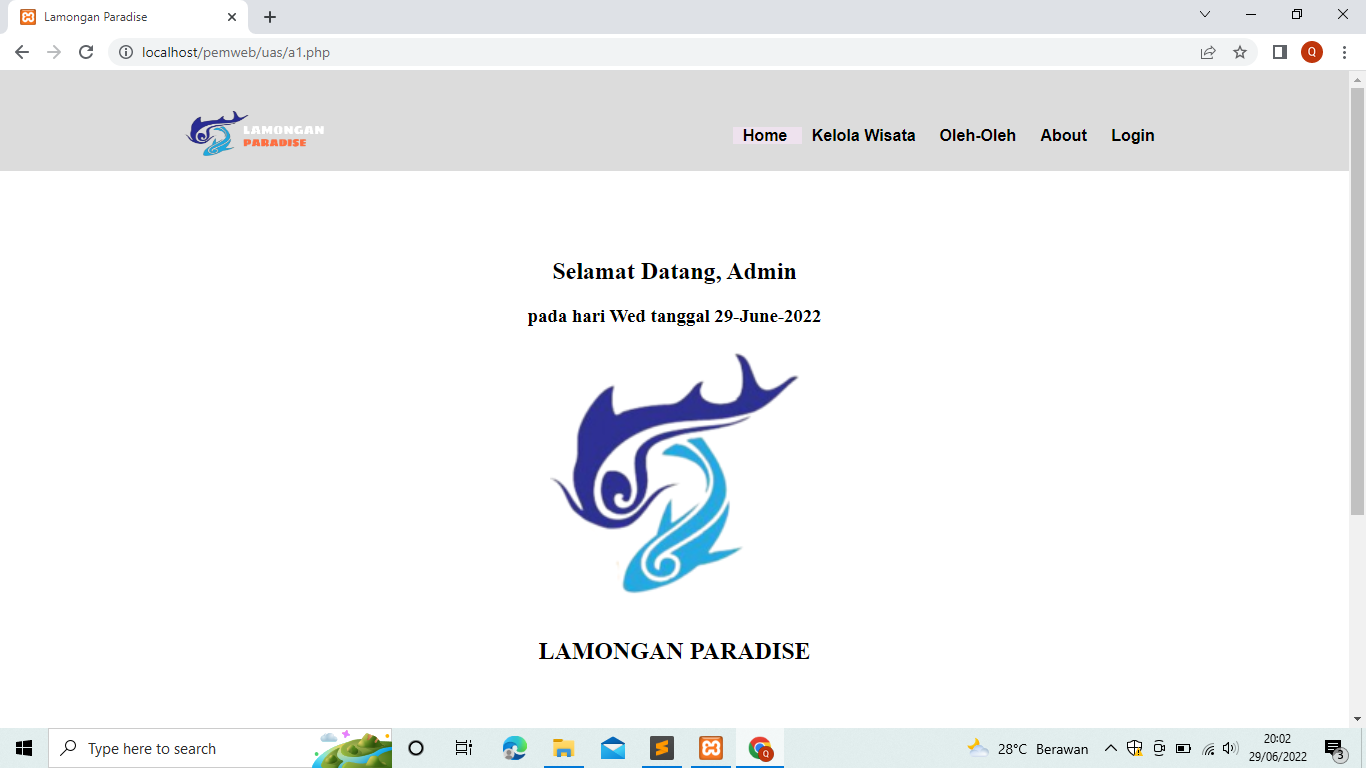 Lamongan Paradise
localhost/pemweb/uas/a1.php
Q
LAMONGAN
PARADISE
Home Kelola Wisata Oleh-Oleh About Login
Selamat Datang, Admin
pada hari Wed tanggal 29-June-2022
LAMONGAN PARADISE
Type here to search
Q
28°C Berawan
20:02
29/06/2022
3